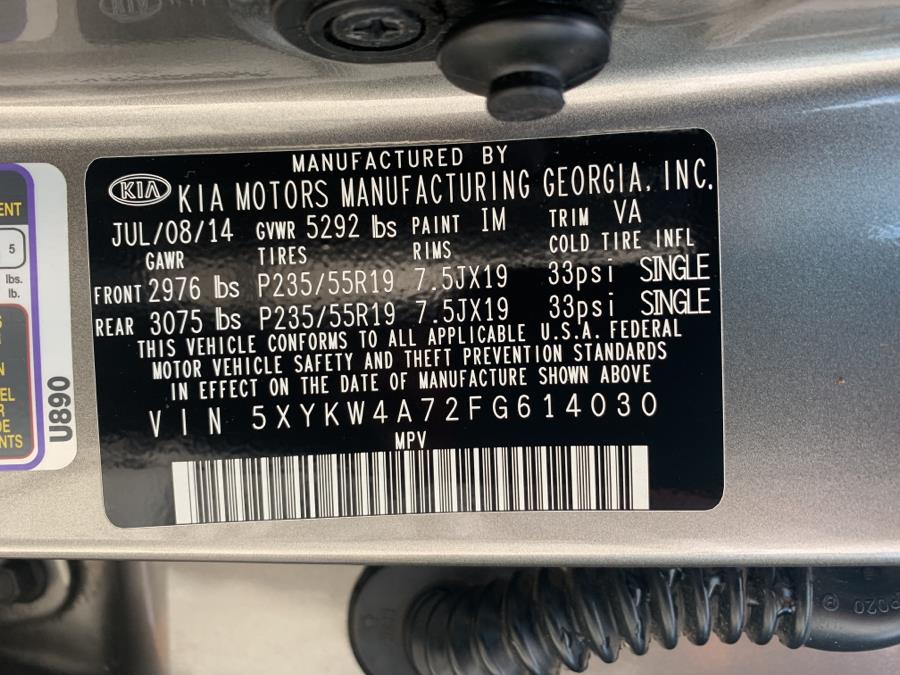 MANUFACTURED BY
KIA KIA MOTORS MANUFACTURING GEORGIA, INC.
JUL/08/14 GVWR 5292 lbs PAINT IM TRIM VA
GAWR TIRES RIMS COLD TIRE INFL
FRONT 2976 lbs P235/55R19 7.5JX19 33psi SINGLE
REAR 3075 lbs P235/55R19 7.5JX19 33psi SINGLE
THIS VEHICLE CONFORMS TO ALL APPLICABLE U.S.A. FEDERAL
MOTOR VEHICLE SAFETY AND THEFT PREVENTION STANDARDS
IN EFFECT ON THE DATE OF MANUFACTURE SHOWN ABOVE
VIN 5XYKW4A72FG614030
MPV
5
lbs.
lb.
U890